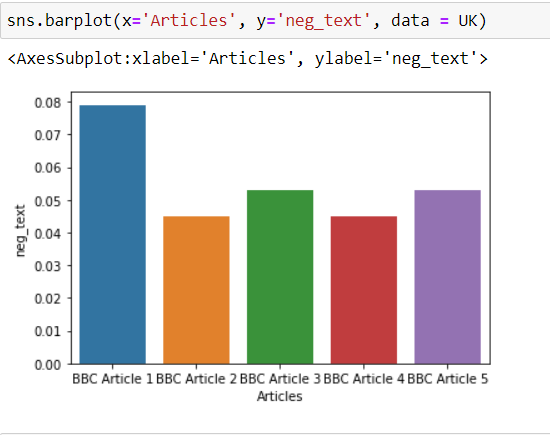 sns.barplot(x='Articles', y='neg_text', data = UK)
<AxesSubplot:xlabel='Articles', ylabel='neg_text'>
0.08
0.07
0.06
0.05
0.04
0.03
0.02
0.01
0.00
neg_text
BBC Article 1 BBC Article 2 BBC Article 3 BBC Article 4 BBC Article 5
Articles